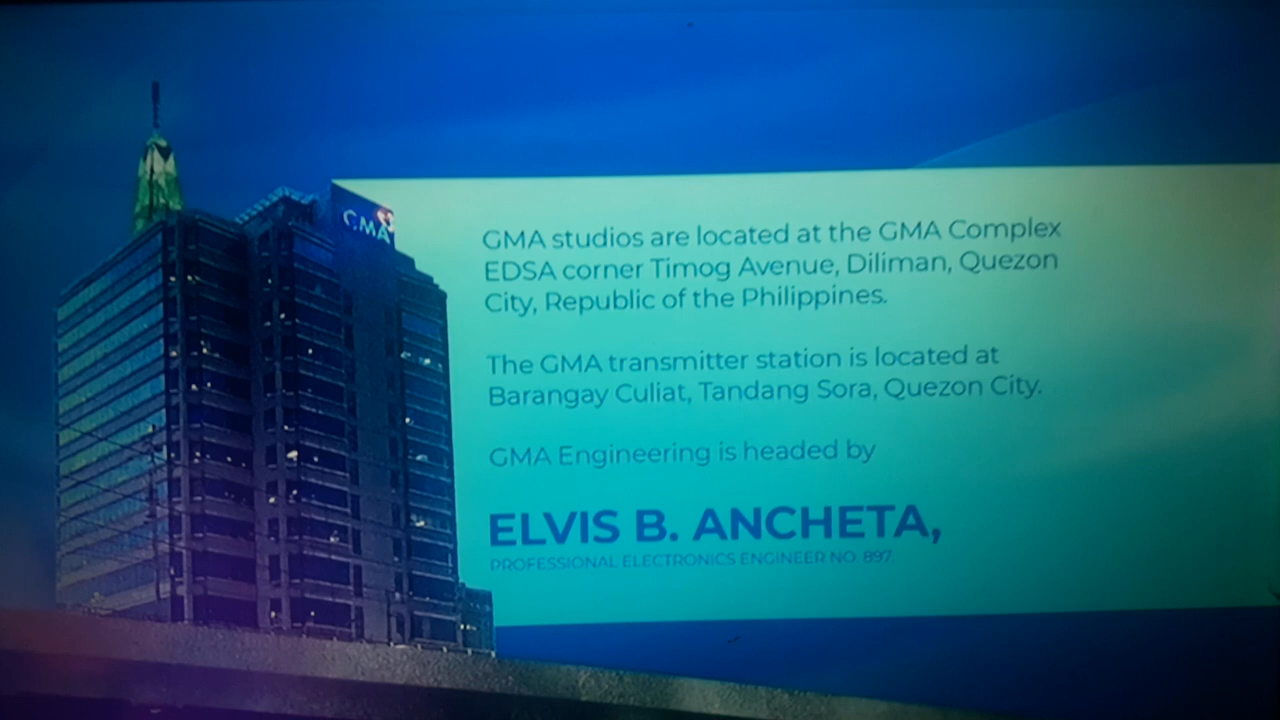 GMA
GMA studios are located at the GMA Complex
EDSA corner Timog Avenue, Diliman, Quezon
City, Republic of the Philippines.
The GMA transmitter station is located at
Barangay Culiat, Tandang Sora, Quezon City.
GMA Engineering is headed by
ELVIS B. ANCHETA,
PROFESSIONAL ELECTRONICS ENGINEER NO. 897.